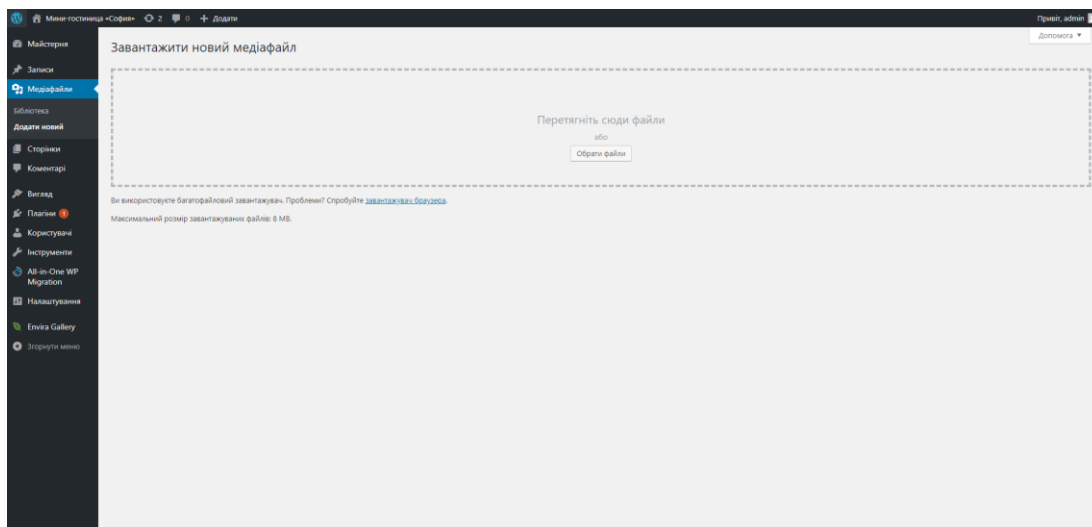 Мини-гостиница «София» 2 0 + Додати
Привіт, admin
Допомога ▼
Майстерня
Записи
Медіафайли
Бібліотека
Додати новий
Сторінки
Коментарі
Вигляд
Плагіни 1
Користувачі
Інструменти
All-in-One WP
Migration
Налаштування
Envira Gallery
Згорнути меню
Завантажити новий медіафайл
Перетягніть сюди файли
або
Обрати файли
Ви використовуєте багатофайловий завантажувач. Проблеми? Спробуйте завантажувач браузера.
Максимальний розмір завантажуваних файлів: 8 MB.